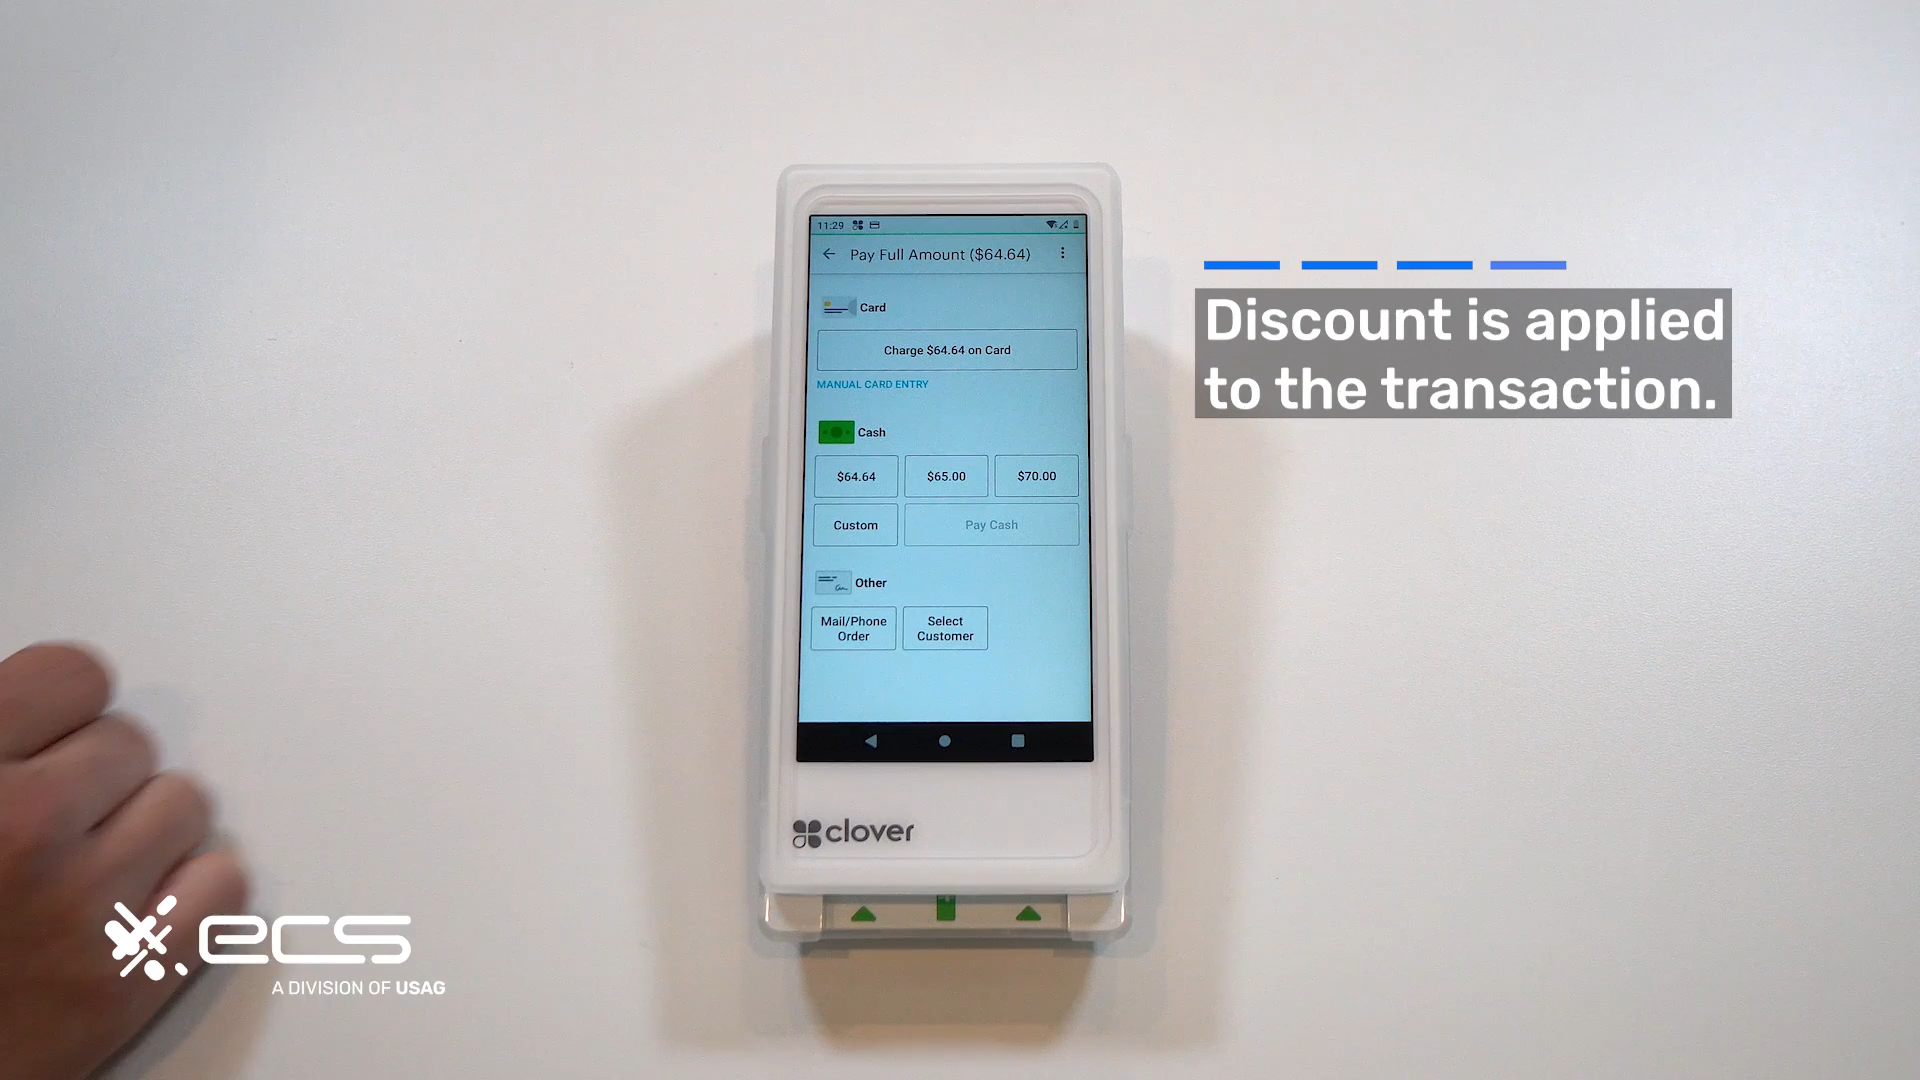 11:29
Pay Full Amount ($64.64)
Card
Charge $64.64 on Card
MANUAL CARD ENTRY
Cash
$64.64 $65.00 $70.00
Custom Pay Cash
Other
Mail/Phone
Order
Select
Customer
clover
Discount is applied
to the transaction.
ecs
A DIVISION OF USAG